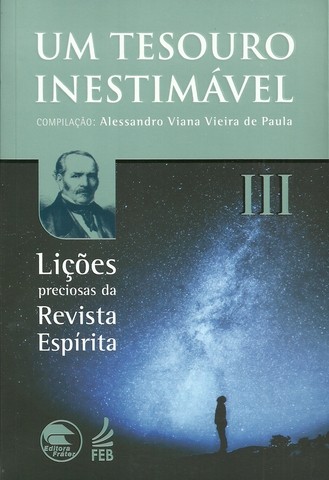 UM TESOURO
INESTIMÁVEL
COMPILAÇÃO: Alessandro Viana Vieira de Paula
III
Lições
preciosas da
Revista
Espírita
Editora
Fráter
FEB